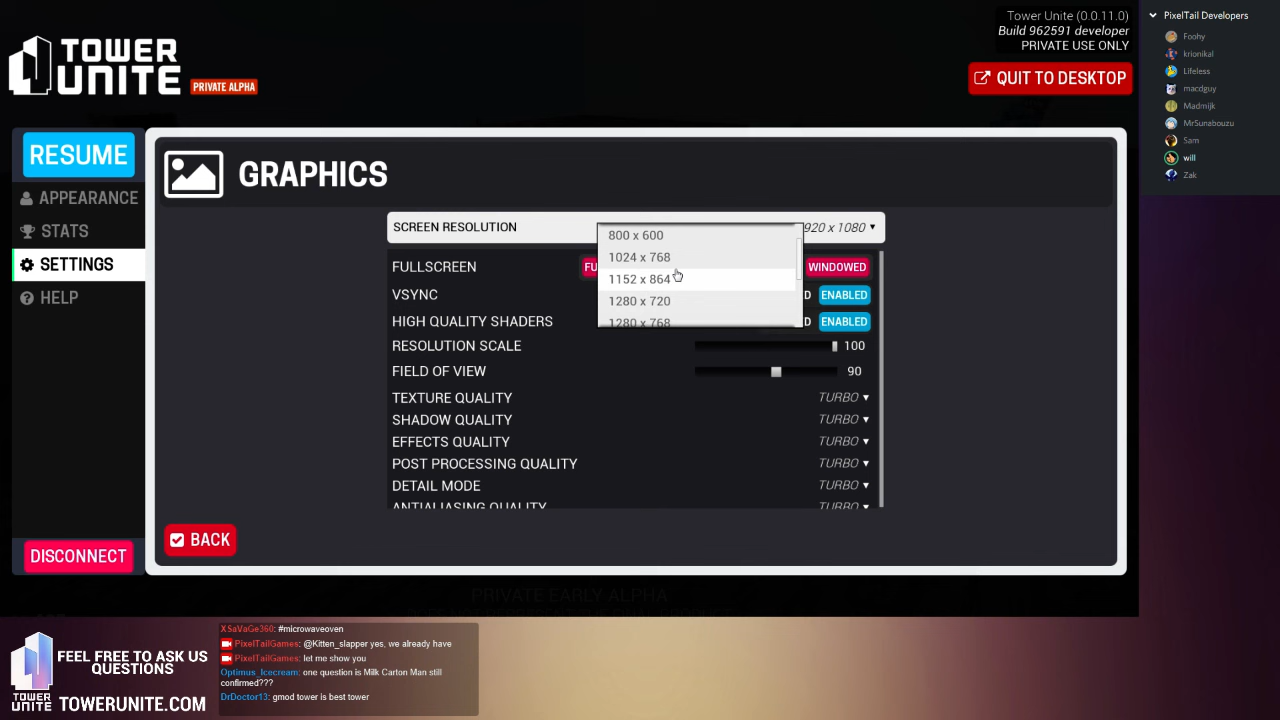 Tower Unite (0.0.11.0)
Build 962591 developer
PRIVATE USE ONLY
TOWER
UNITE
PRIVATE ALPHA
QUIT TO DESKTOP
RESUME
APPEARANCE
STATS
SETTINGS
HELP
DISCONNECT
GRAPHICS
SCREEN RESOLUTION
920 x 1080
800 x 600
1024 x 768
1152 x 864
1280 x 720
1280 x 768
FULLSCREEN
FU
WINDOWED
VSYNC
D
ENABLED
HIGH QUALITY SHADERS
D
ENABLED
RESOLUTION SCALE
100
FIELD OF VIEW
90
TEXTURE QUALITY
TURBO
SHADOW QUALITY
TURBO
EFFECTS QUALITY
TURBO
POST PROCESSING QUALITY
TURBO
DETAIL MODE
TURBO
ANTIALIASING QUALITY
TURBO
BACK
PRIVATE EARLY ALPHA
PixelTail Developers
Foohy
krionikal
Lifeless
macdguy
Madmijk
MrSunabouzu
Sam
will
Zak
TOWER
UNITE
FEEL FREE TO ASK US
QUESTIONS
TOWERUNITE.COM
XSaVaGe360: #microwaveoven
PixelTailGames: @Kitten_slapper yes, we already have
PixelTailGames: let me show you
Optimus_Icecream: one question is Milk Carton Man still
confirmed???
DrDoctor13: gmod tower is best tower